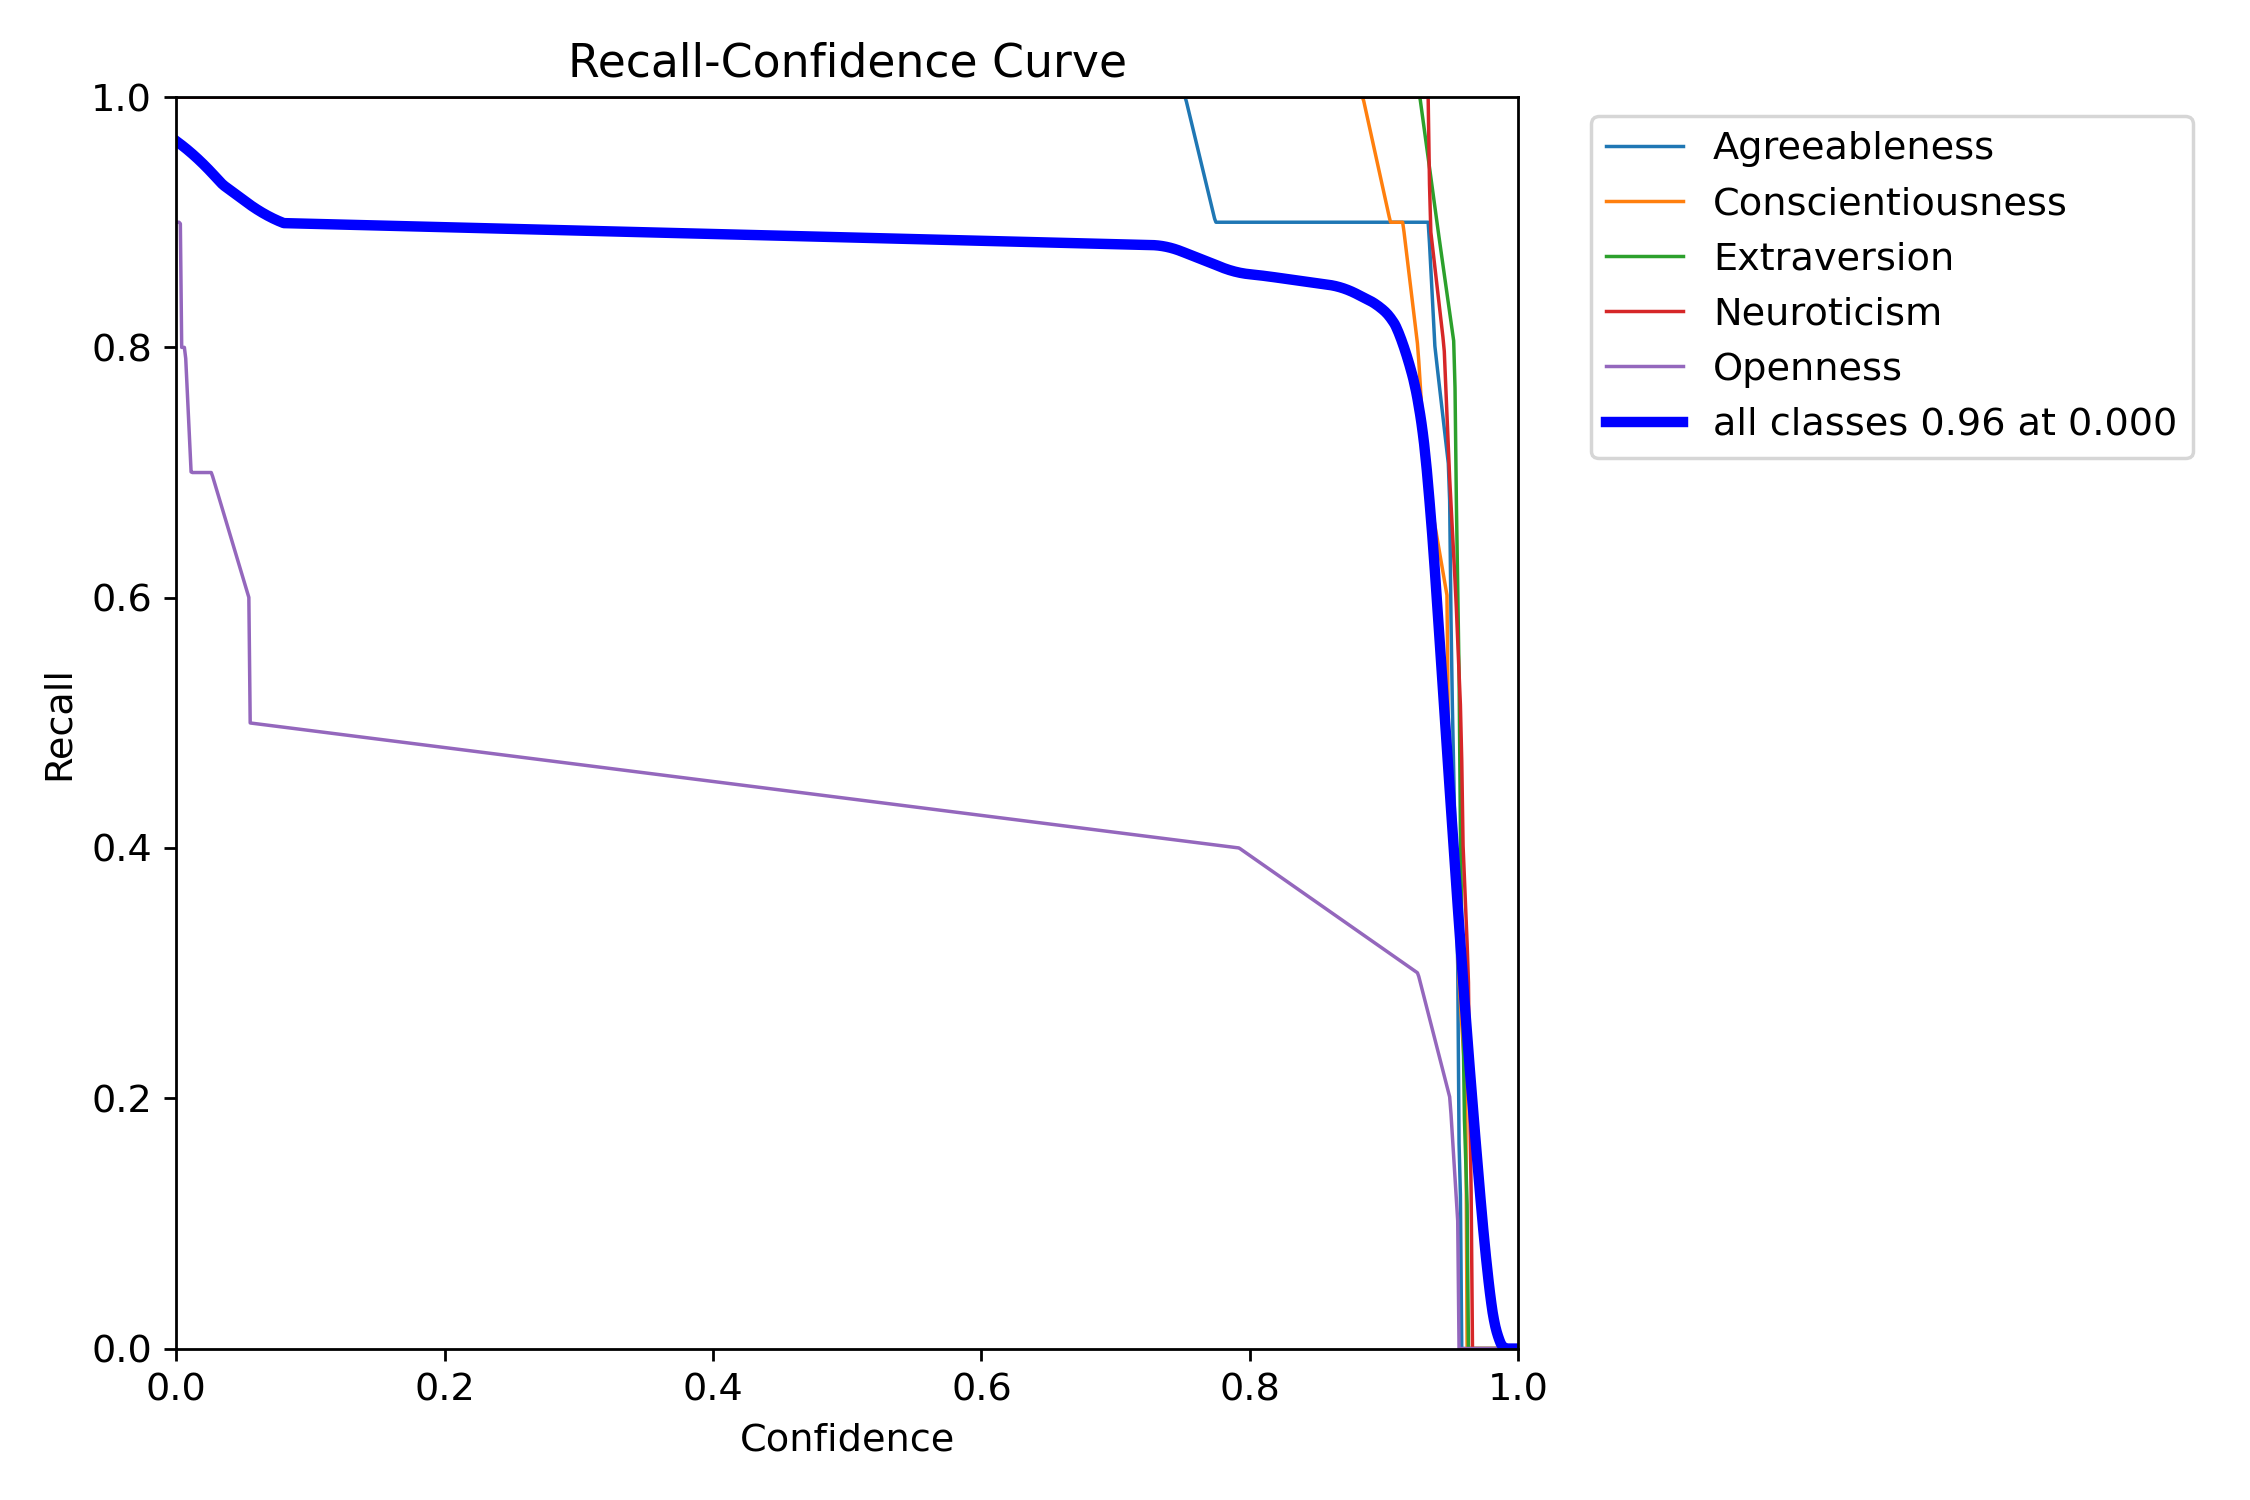 Recall-Confidence Curve
1.0
0.8
0.6
0.4
0.2
0.0
Recall
0.0 0.2 0.4 0.6 0.8 1.0
Confidence
Agreeableness
Conscientiousness
Extraversion
Neuroticism
Openness
all classes 0.96 at 0.000